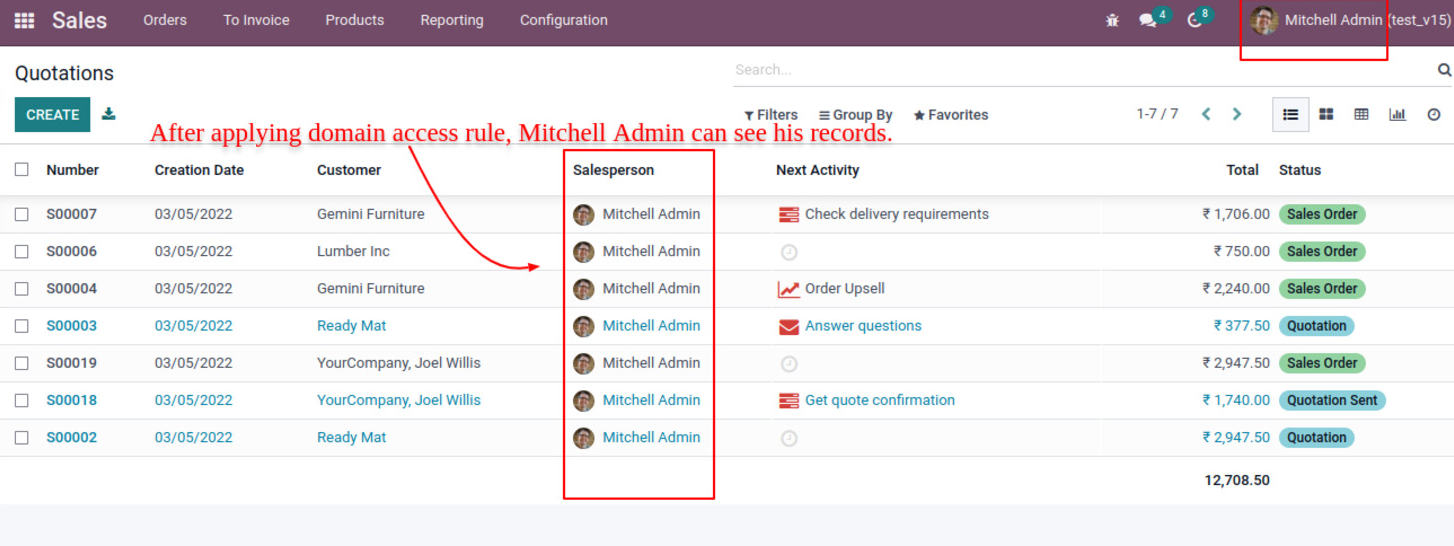 Sales Orders To Invoice Products Reporting Configuration 4 8 Mitchell Admin (test_v15)
Quotations Search...
CREATE Filters Group By Favorites 1-7 / 7
After applying domain access rule, Mitchell Admin can see his records.
Number Creation Date Customer Salesperson Next Activity Total Status
S00007 03/05/2022 Gemini Furniture Mitchell Admin Check delivery requirements ₹ 1,706.00 Sales Order
S00006 03/05/2022 Lumber Inc Mitchell Admin ₹ 750.00 Sales Order
S00004 03/05/2022 Gemini Furniture Mitchell Admin Order Upsell ₹ 2,240.00 Sales Order
S00003 03/05/2022 Ready Mat Mitchell Admin Answer questions ₹ 377.50 Quotation
S00019 03/05/2022 YourCompany, Joel Willis Mitchell Admin ₹ 2,947.50 Sales Order
S00018 03/05/2022 YourCompany, Joel Willis Mitchell Admin Get quote confirmation ₹ 1,740.00 Quotation Sent
S00002 03/05/2022 Ready Mat Mitchell Admin ₹ 2,947.50 Quotation
12,708.50